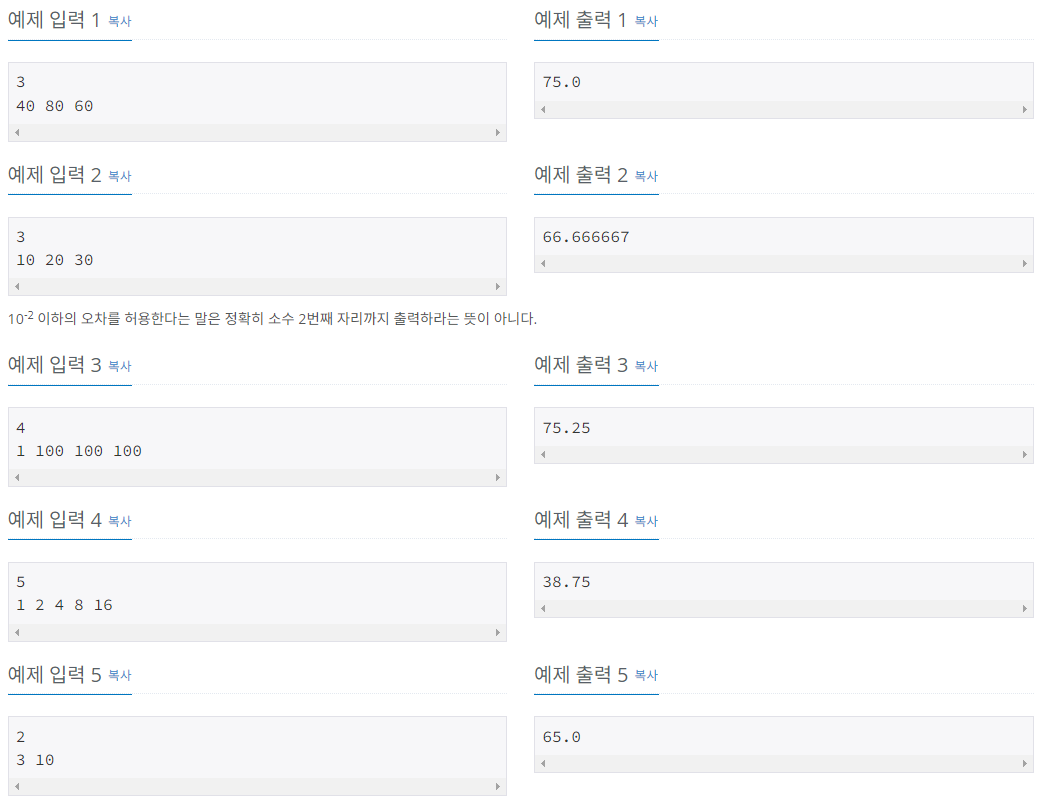 예제 입력 1 복사
예제 출력 1 복사
3
40 80 60
75.0
예제 입력 2 복사
예제 출력 2 복사
3
10 20 30
66.666667
10-2 이하의 오차를 허용한다는 말은 정확히 소수 2번째 자리까지 출력하라는 뜻이 아니다.
예제 입력 3 복사
예제 출력 3 복사
4
1 100 100 100
75.25
예제 입력 4 복사
예제 출력 4 복사
5
1 2 4 8 16
38.75
예제 입력 5 복사
예제 출력 5 복사
2
3 10
65.0